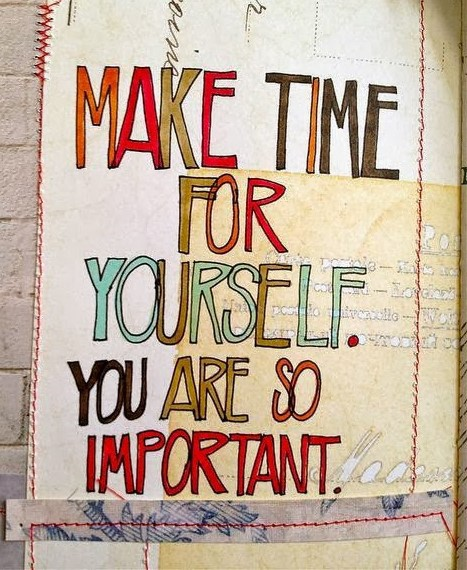 MAKE TIME
FOR
YOURSELF.
YOU ARE SO
IMPORTANT.